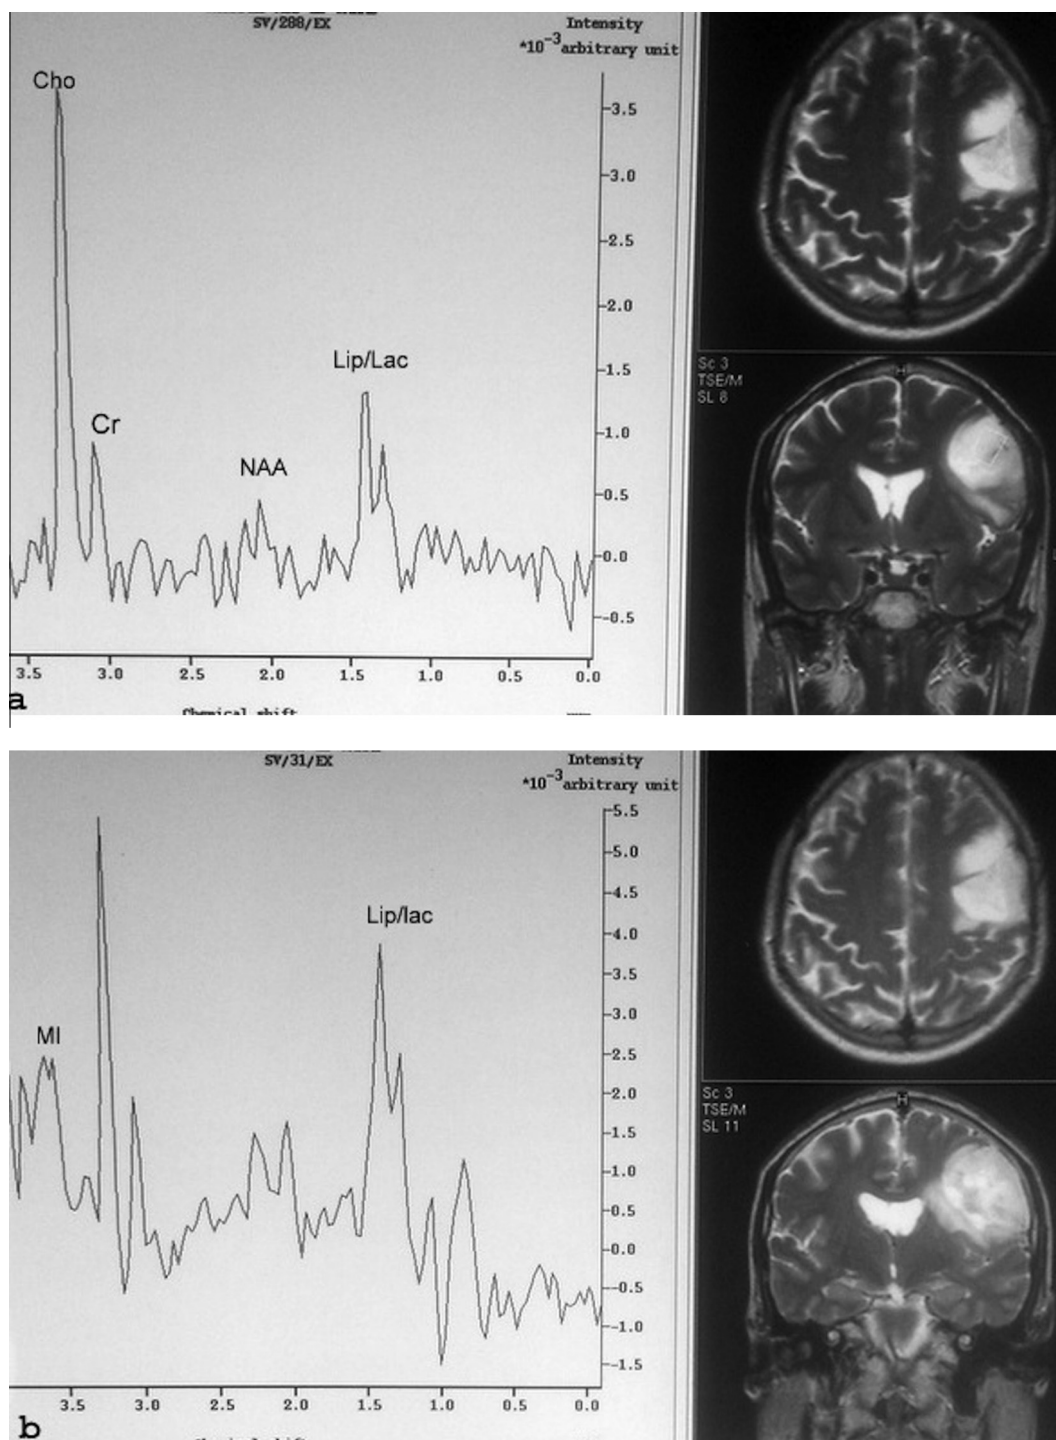 SV/288/EX
Intensity
*10-3 arbitrary unit
Cho
3.5
3.0
2.5
2.0
Lip/Lac
1.5
Cr
1.0
NAA
0.5
0.0
-0.5
3.5 3.0 2.5 2.0 1.5 1.0 0.5 0.0
a
Chemical shift
Sc 3
TSE/M
SL 8
H
SV/31/EX
Intensity
*10-3 arbitrary unit
5.5
5.0
4.5
Lip/lac
4.0
3.5
3.0
MI
2.5
2.0
1.5
1.0
0.5
0.0
-0.5
-1.0
-1.5
3.5 3.0 2.5 2.0 1.5 1.0 0.5 0.0
b
Sc 3
TSE/M
SL 11
H